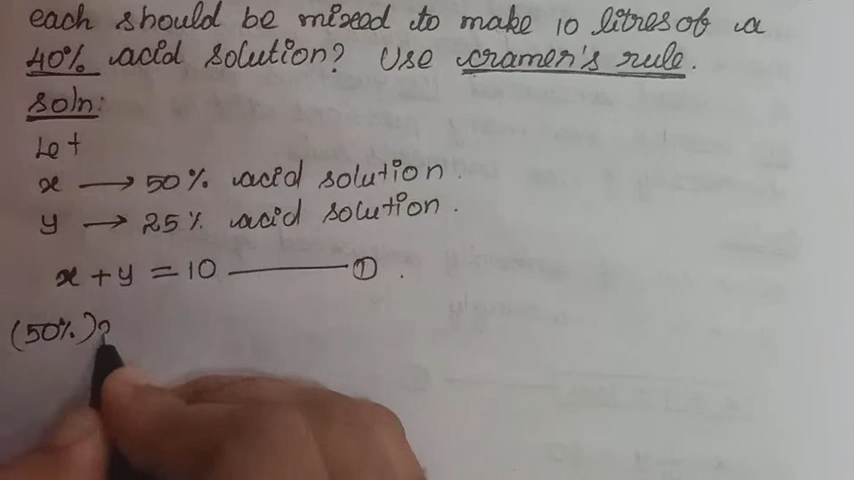 each should be mixed to make 10 litres of a
40% acid solution? Use cramer's rule.
Soln:
Let
x → 50% acid solution.
y → 25% acid solution.
x + y = 10 ——— ①.
(50%)